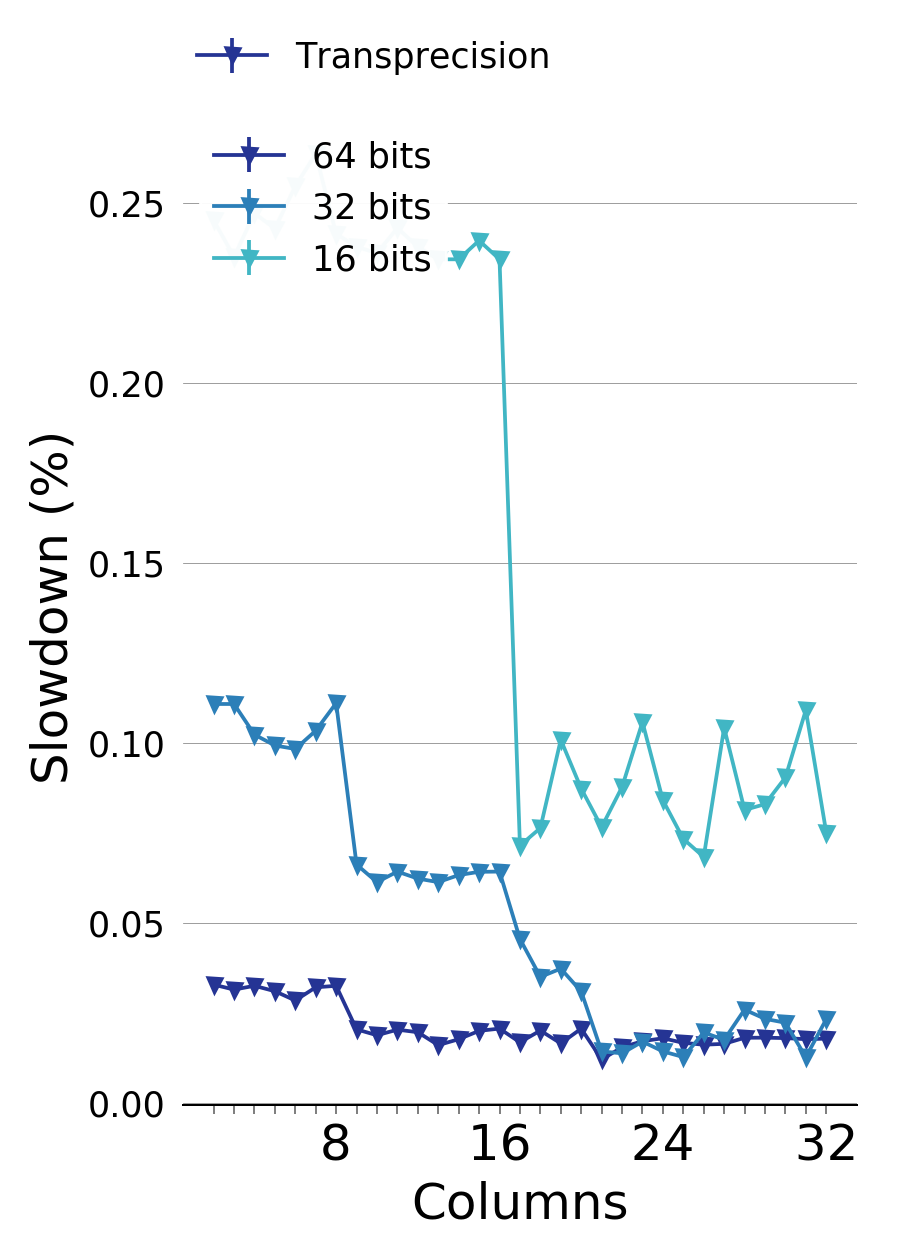 Transprecision
64 bits
32 bits
16 bits
0.25
0.20
0.15
0.10
0.05
0.00
Slowdown (%)
8 16 24 32
Columns